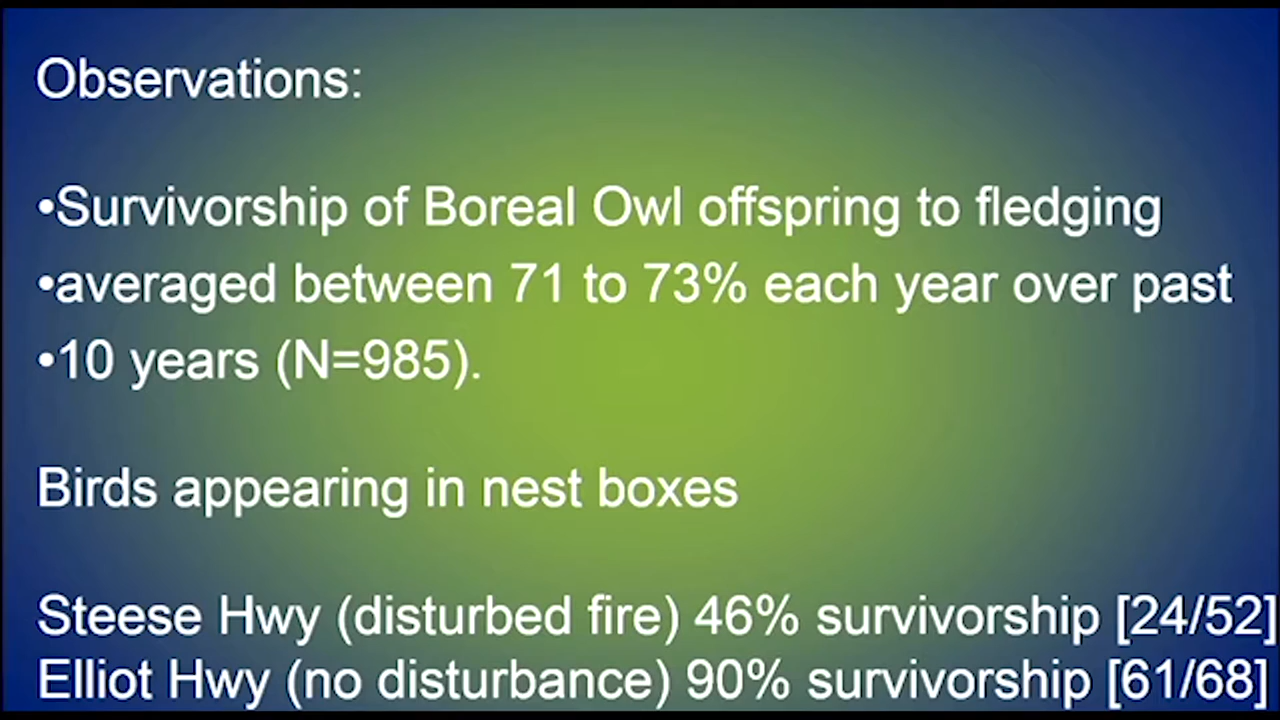 Observations:
•Survivorship of Boreal Owl offspring to fledging
•averaged between 71 to 73% each year over past
•10 years (N=985).
Birds appearing in nest boxes
Steese Hwy (disturbed fire) 46% survivorship [24/52]
Elliot Hwy (no disturbance) 90% survivorship [61/68]